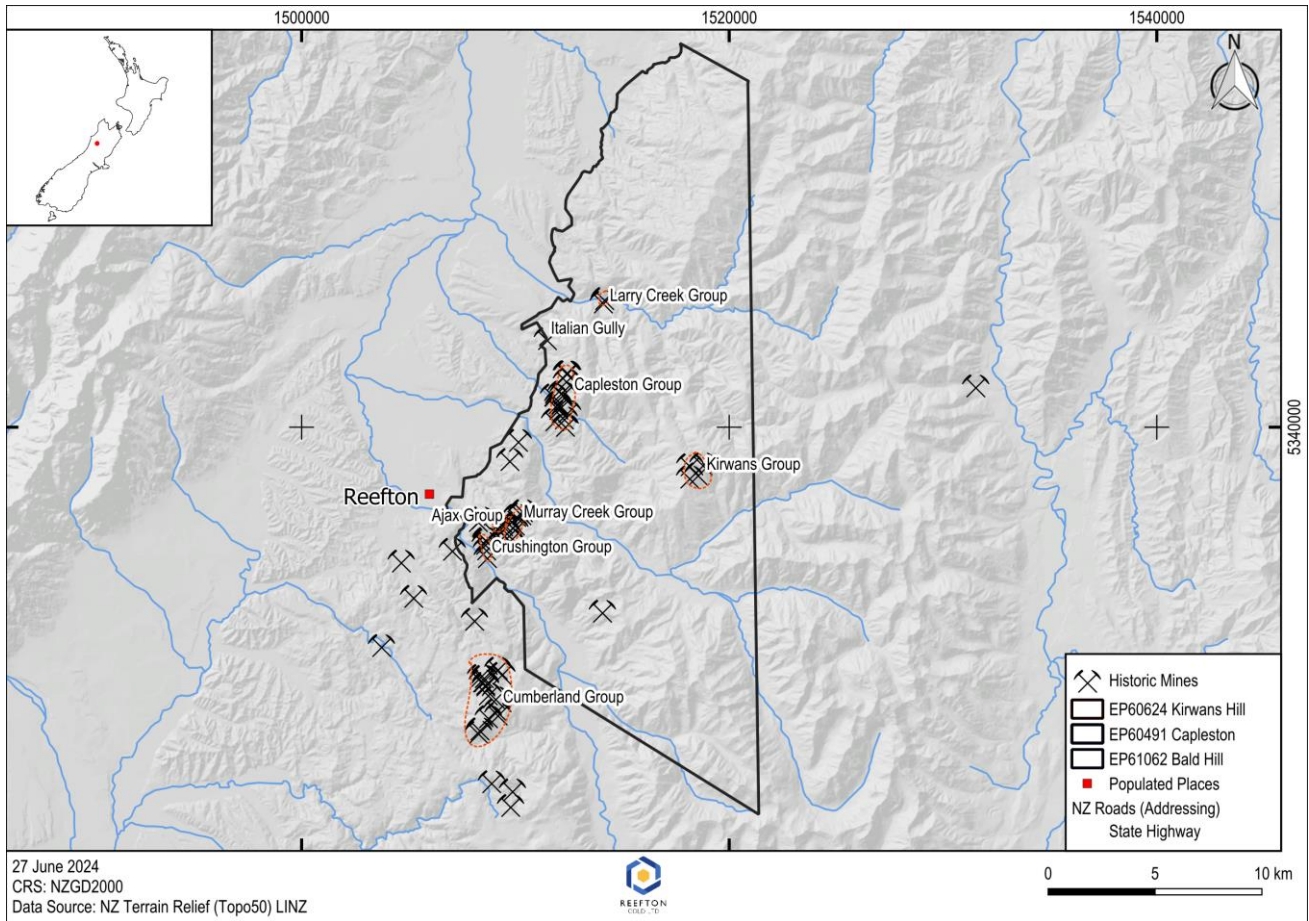 1500000
1520000
1540000
N
Larry Creek Group
Italian Gully
Capleston Group
5340000
Kirwans Group
Reefton
Ajax Group
Murray Creek Group
Crushington Group
Cumberland Group
Historic Mines
EP60624 Kirwans Hill
EP60491 Capleston
EP61062 Bald Hill
Populated Places
NZ Roads (Addressing)
State Highway
27 June 2024
CRS: NZGD2000
Data Source: NZ Terrain Relief (Topo50) LINZ
REEFTON
GOLD LTD
0 5 10 km